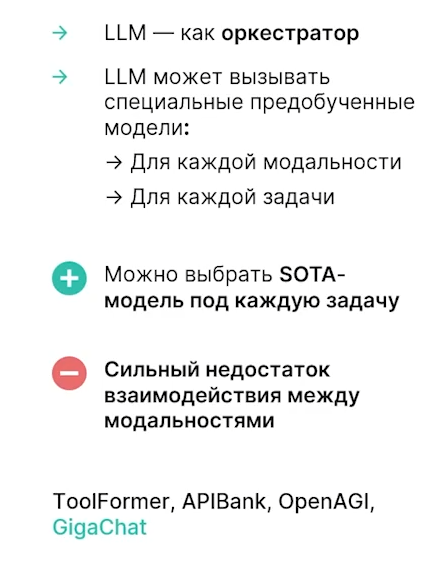 → LLM — как оркестратор
→ LLM может вызывать
специальные предобученные
модели:
→ Для каждой модальности
→ Для каждой задачи
Можно выбрать SOTA-
модель под каждую задачу
Сильный недостаток
взаимодействия между
модальностями
ToolFormer, APIBank, OpenAGI,
GigaChat